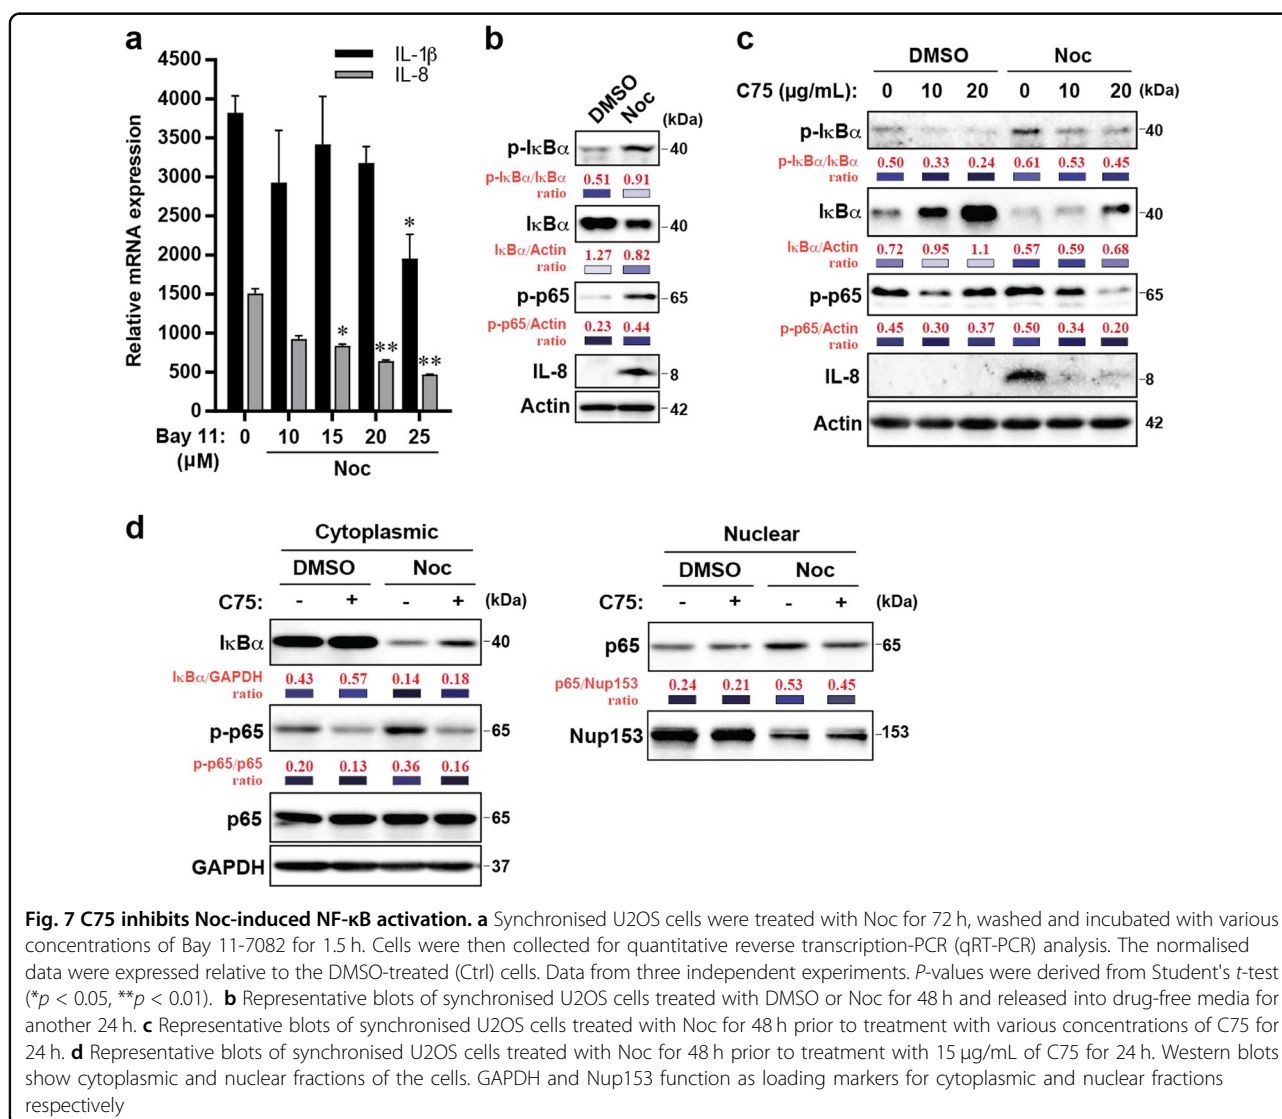 a
IL-1β
IL-8
4500
4000
3500
3000
2500
2000
1500
1000
500
0
Relative mRNA expression
* ** * **
Bay 11: 0 10 15 20 25
(µM)
Noc
b
DMSO Noc (kDa)
p-IκBα -40
p-IκBα/IκBα 0.51 0.91
ratio
IκBα -40
IκBα/Actin 1.27 0.82
ratio
p-p65 -65
p-p65/Actin 0.23 0.44
ratio
IL-8 -8
Actin -42
c
DMSO Noc
C75 (µg/mL): 0 10 20 0 10 20 (kDa)
p-IκBα -40
p-IκBα/IκBα 0.50 0.33 0.24 0.61 0.53 0.45
ratio
IκBα -40
IκBα/Actin 0.72 0.95 1.1 0.57 0.59 0.68
ratio
p-p65 -65
p-p65/Actin 0.45 0.30 0.37 0.50 0.34 0.20
ratio
IL-8 -8
Actin 42
d
Cytoplasmic
DMSO Noc
C75: - + - + (kDa)
IκBα -40
IκBα/GAPDH 0.43 0.57 0.14 0.18
ratio
p-p65 -65
p-p65/p65 0.20 0.13 0.36 0.16
ratio
p65 -65
GAPDH -37
Nuclear
DMSO Noc
C75: - + - + (kDa)
p65 -65
p65/Nup153 0.24 0.21 0.53 0.45
ratio
Nup153 -153
Fig. 7 C75 inhibits Noc-induced NF-κB activation. a Synchronised U2OS cells were treated with Noc for 72 h, washed and incubated with various
concentrations of Bay 11-7082 for 1.5 h. Cells were then collected for quantitative reverse transcription-PCR (qRT-PCR) analysis. The normalised
data were expressed relative to the DMSO-treated (Ctrl) cells. Data from three independent experiments. P-values were derived from Student's t-test
(*p < 0.05, **p < 0.01). b Representative blots of synchronised U2OS cells treated with DMSO or Noc for 48 h and released into drug-free media for
another 24 h. c Representative blots of synchronised U2OS cells treated with Noc for 48 h prior to treatment with various concentrations of C75 for
24 h. d Representative blots of synchronised U2OS cells treated with Noc for 48 h prior to treatment with 15 µg/mL of C75 for 24 h. Western blots
show cytoplasmic and nuclear fractions of the cells. GAPDH and Nup153 function as loading markers for cytoplasmic and nuclear fractions
respectively